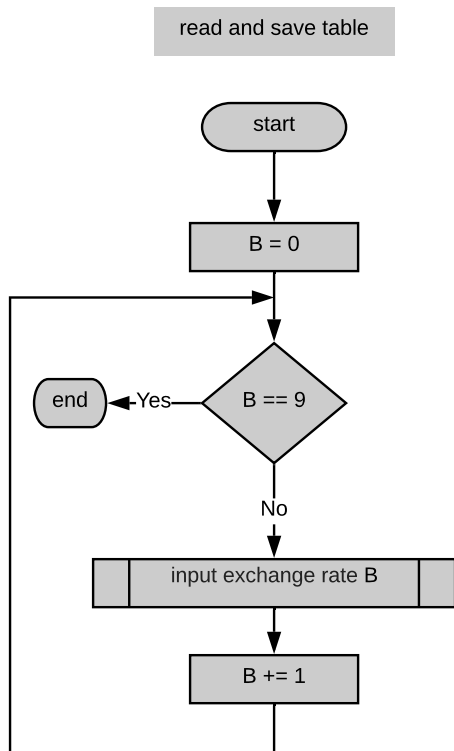 read and save table
start
B = 0
B == 9
Yes
end
No
input exchange rate B
B += 1